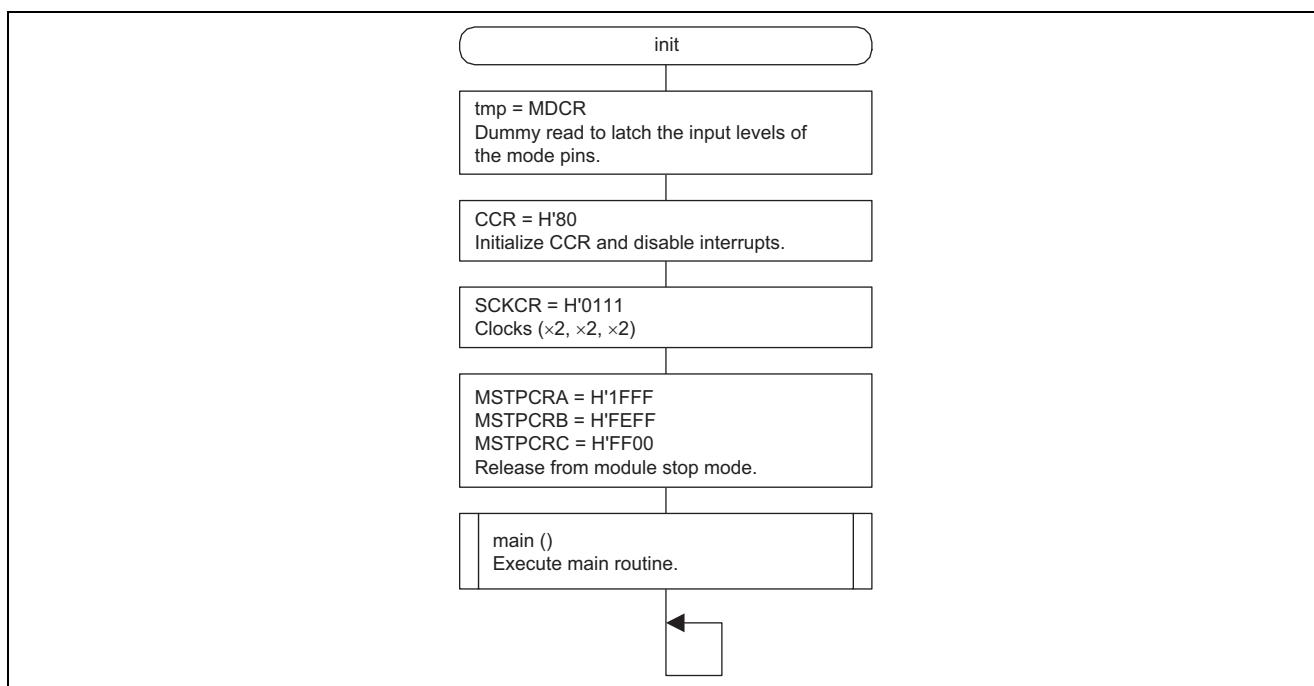 init
tmp = MDCR
Dummy read to latch the input levels of
the mode pins.
CCR = H'80
Initialize CCR and disable interrupts.
SCKCR = H'0111
Clocks (×2, ×2, ×2)
MSTPCRA = H'1FFF
MSTPCRB = H'FEFF
MSTPCRC = H'FF00
Release from module stop mode.
main ()
Execute main routine.